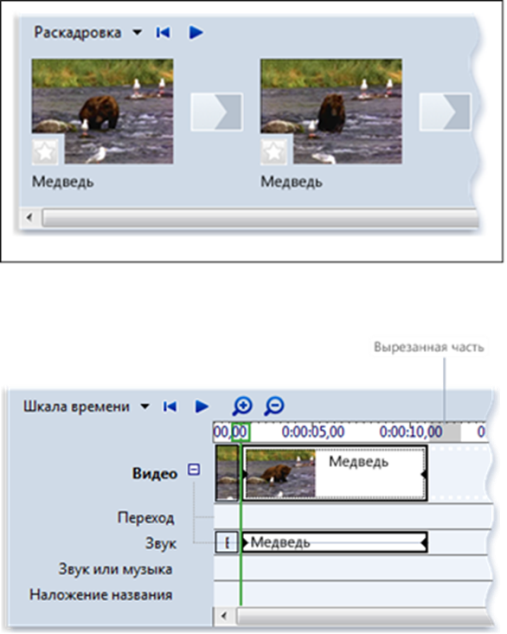 Раскадровка
Медведь Медведь
Вырезанная часть
Шкала времени
00,00 0:00:05,00 0:00:10,00 0
Видео Медведь
Переход
Звук Медведь
Звук или музыка
Наложение названия